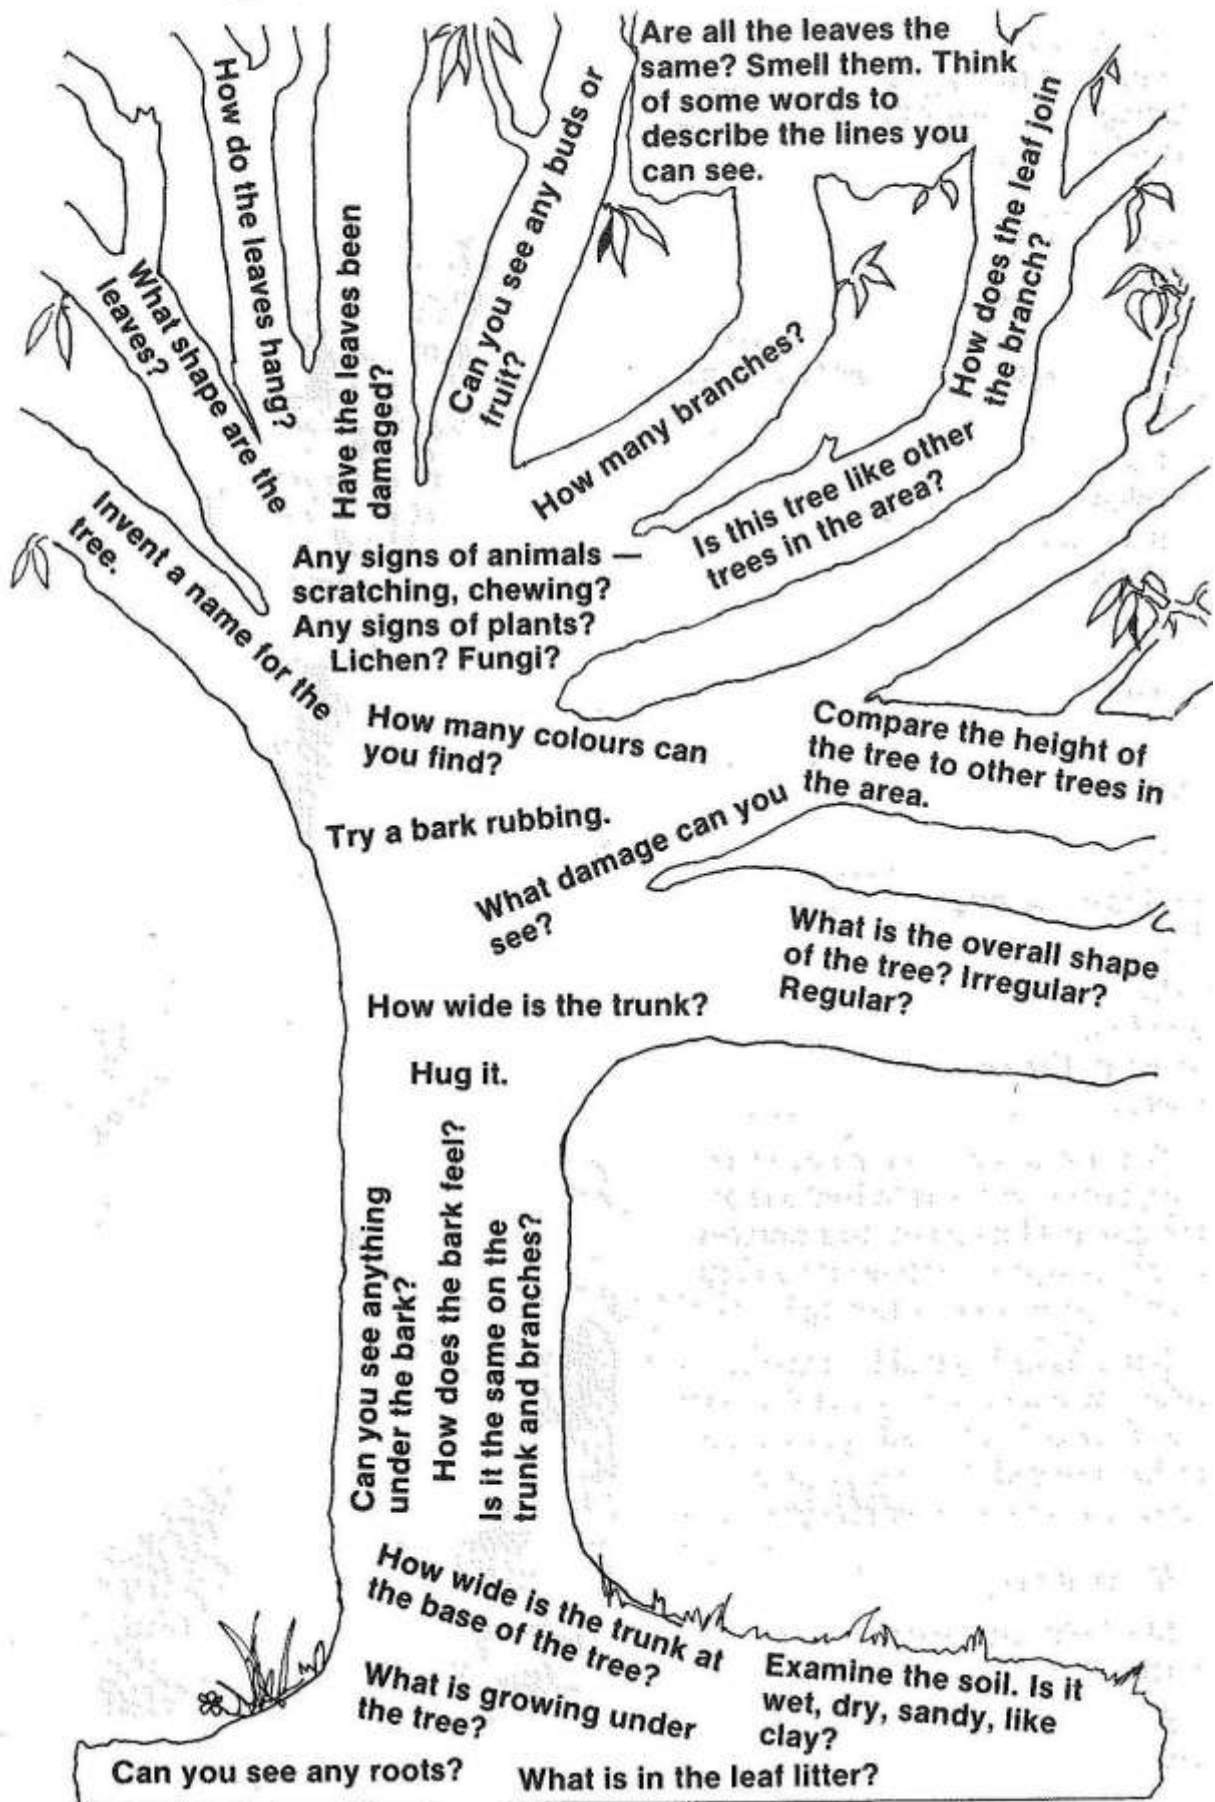 Are all the leaves the
same? Smell them. Think
of some words to
describe the lines you
can see.
How do the leaves hang?
What shape are the
leaves?
Have the leaves been
damaged?
Can you see any buds or
fruit?
How many branches?
How does the leaf join
the branch?
Is this tree like other
trees in the area?
Invent a name for the
tree.
Any signs of animals —
scratching, chewing?
Any signs of plants?
Lichen? Fungi?
How many colours can
you find?
Compare the height of
the tree to other trees in
the area.
Try a bark rubbing.
What damage can you
see?
What is the overall shape
of the tree? Irregular?
Regular?
How wide is the trunk?
Hug it.
Can you see anything
under the bark?
How does the bark feel?
Is it the same on the
trunk and branches?
How wide is the trunk at
the base of the tree?
What is growing under
the tree?
Examine the soil. Is it
wet, dry, sandy, like
clay?
Can you see any roots?
What is in the leaf litter?